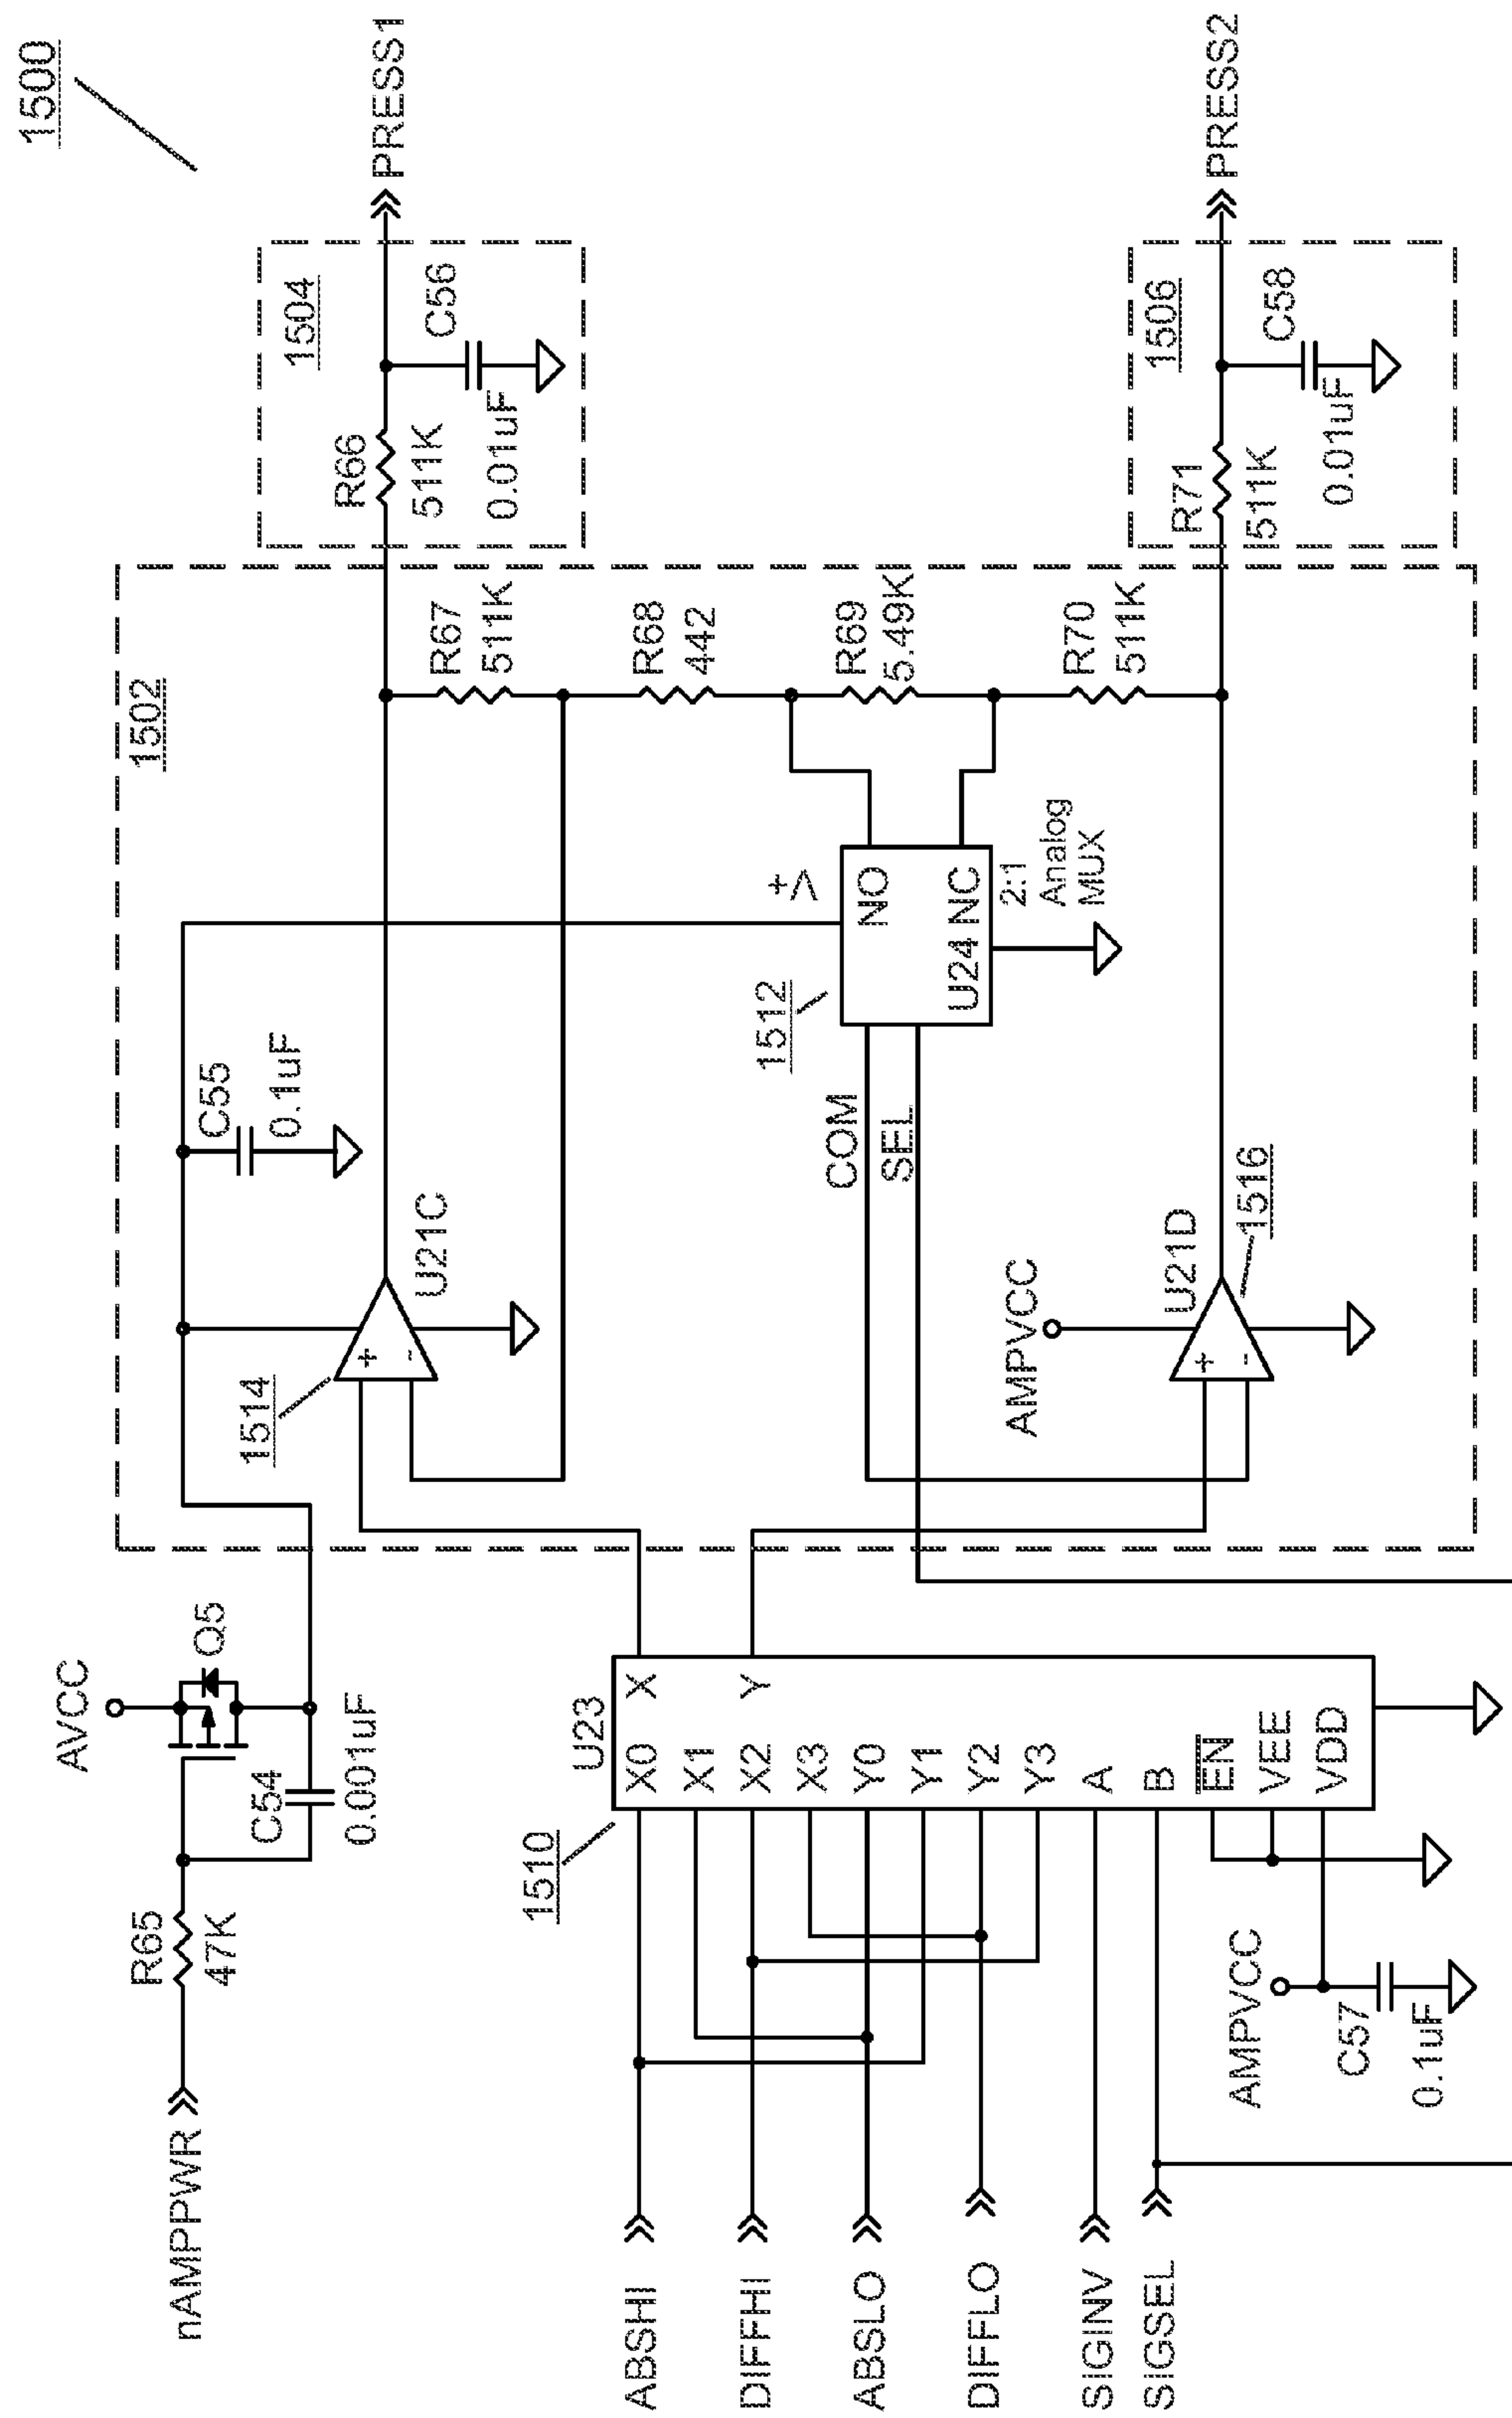 1500
PRESS1
PRESS2
1504
C56
0.01uF
R66
511K
1506
C58
0.01uF
R71
511K
1502
R67
511K
R68
442
R69
5.49K
R70
511K
C55
0.1uF
U21C
1514
+
-
V+
NO
U24 NC
2:1
Analog
MUX
1512
COM
SEL
AMPVCC
U21D
1516
+
-
AVCC
Q5
C54
0.001uF
R65
47K
nAMPPWR
U23
X
Y
X0
X1
X2
X3
Y0
Y1
Y2
Y3
A
B
EN
VEE
VDD
1510
AMPVCC
C57
0.1uF
ABSHI
DIFFHI
ABSLO
DIFFLO
SIGINV
SIGSEL